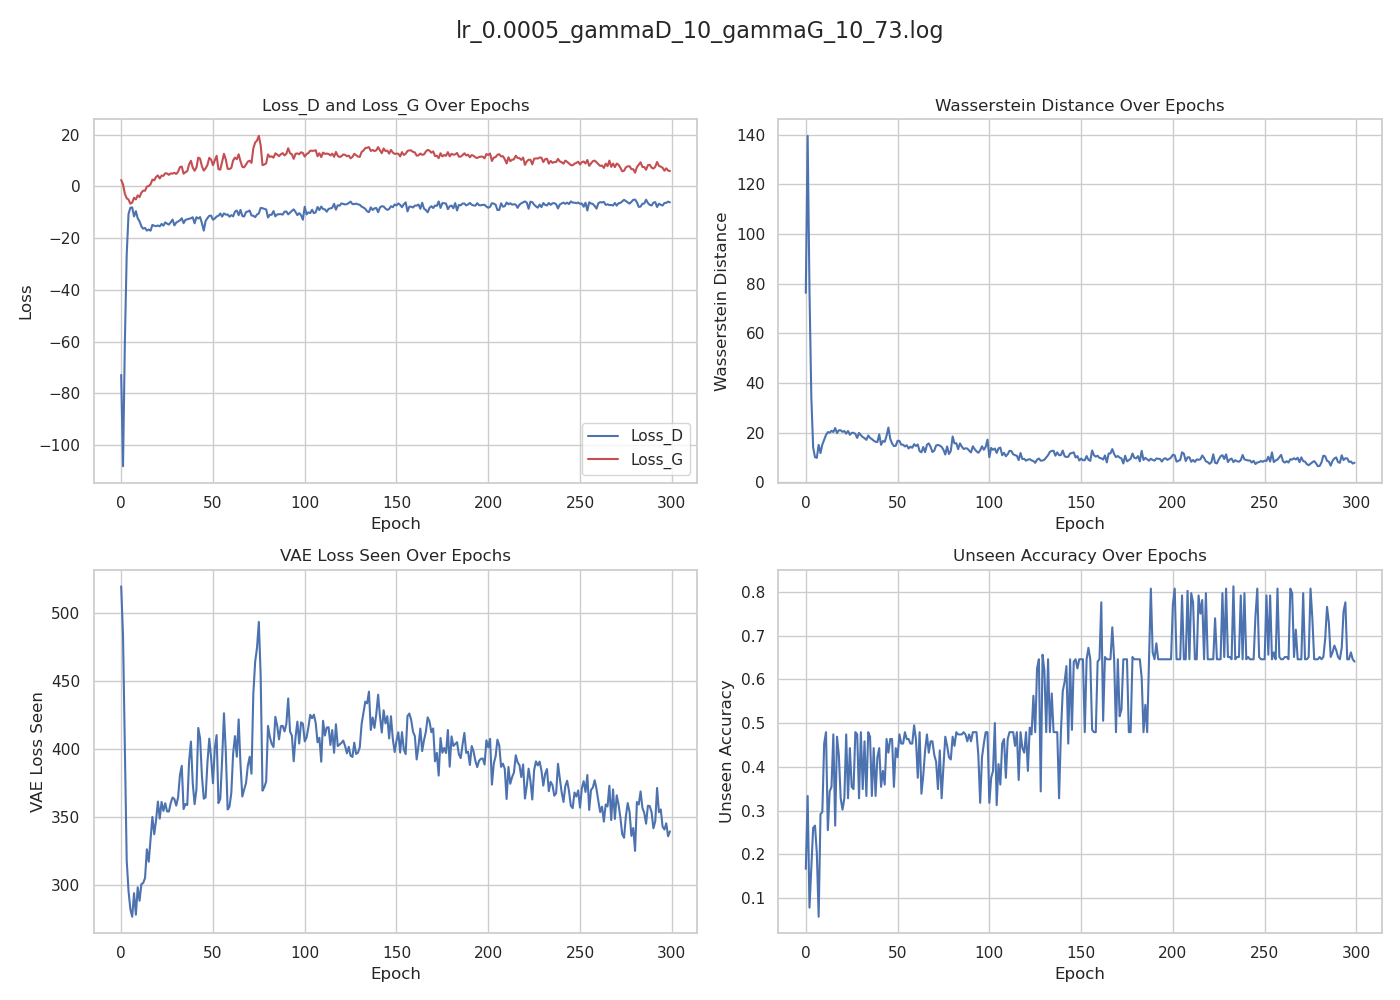 lr_0.0005_gammaD_10_gammaG_10_73.log
Loss_D and Loss_G Over Epochs
20
0
−20
−40
−60
−80
−100
Loss
0 50 100 150 200 250 300
Epoch
Loss_D
Loss_G
Wasserstein Distance Over Epochs
140
120
100
80
60
40
20
0
Wasserstein Distance
0 50 100 150 200 250 300
Epoch
VAE Loss Seen Over Epochs
500
450
400
350
300
VAE Loss Seen
0 50 100 150 200 250 300
Epoch
Unseen Accuracy Over Epochs
0.8
0.7
0.6
0.5
0.4
0.3
0.2
0.1
Unseen Accuracy
0 50 100 150 200 250 300
Epoch